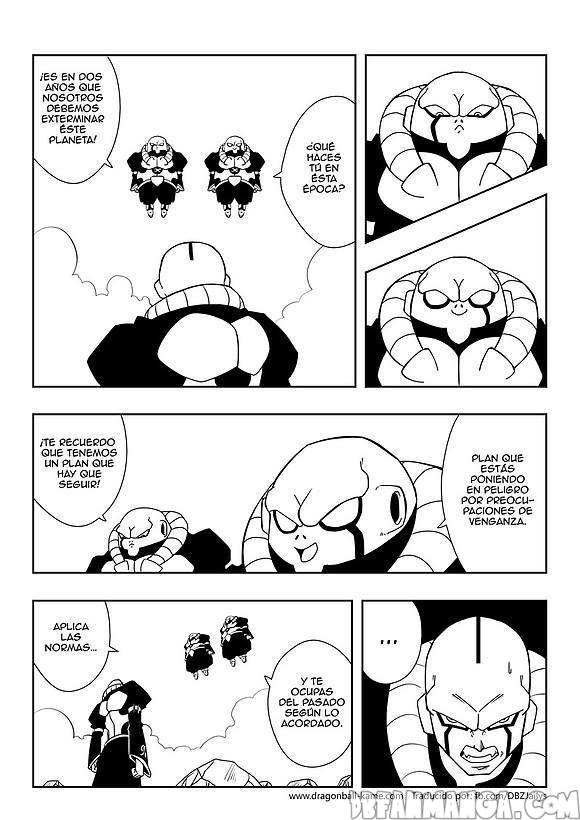 ¡ES EN DOS
AÑOS QUE
NOSOTROS
DEBEMOS
EXTERMINAR
ÉSTE
PLANETA!
¿QUÉ
HACES
TÚ EN
ÉSTA
ÉPOCA?
¡TE RECUERDO
QUE TENEMOS
UN PLAN QUE
HAY QUE
SEGUIR!
PLAN QUE
ESTÁS
PONIENDO
EN PELIGRO
POR PREOCU-
PACIONES DE
VENGANZA.
APLICA
LAS
NORMAS...
Y TE
OCUPAS
DEL PASADO
SEGÚN LO
ACORDADO.
...
www.dragonball-kame.com Traducido por: fb.com/DBZJailys
DBFANMANGA.COM